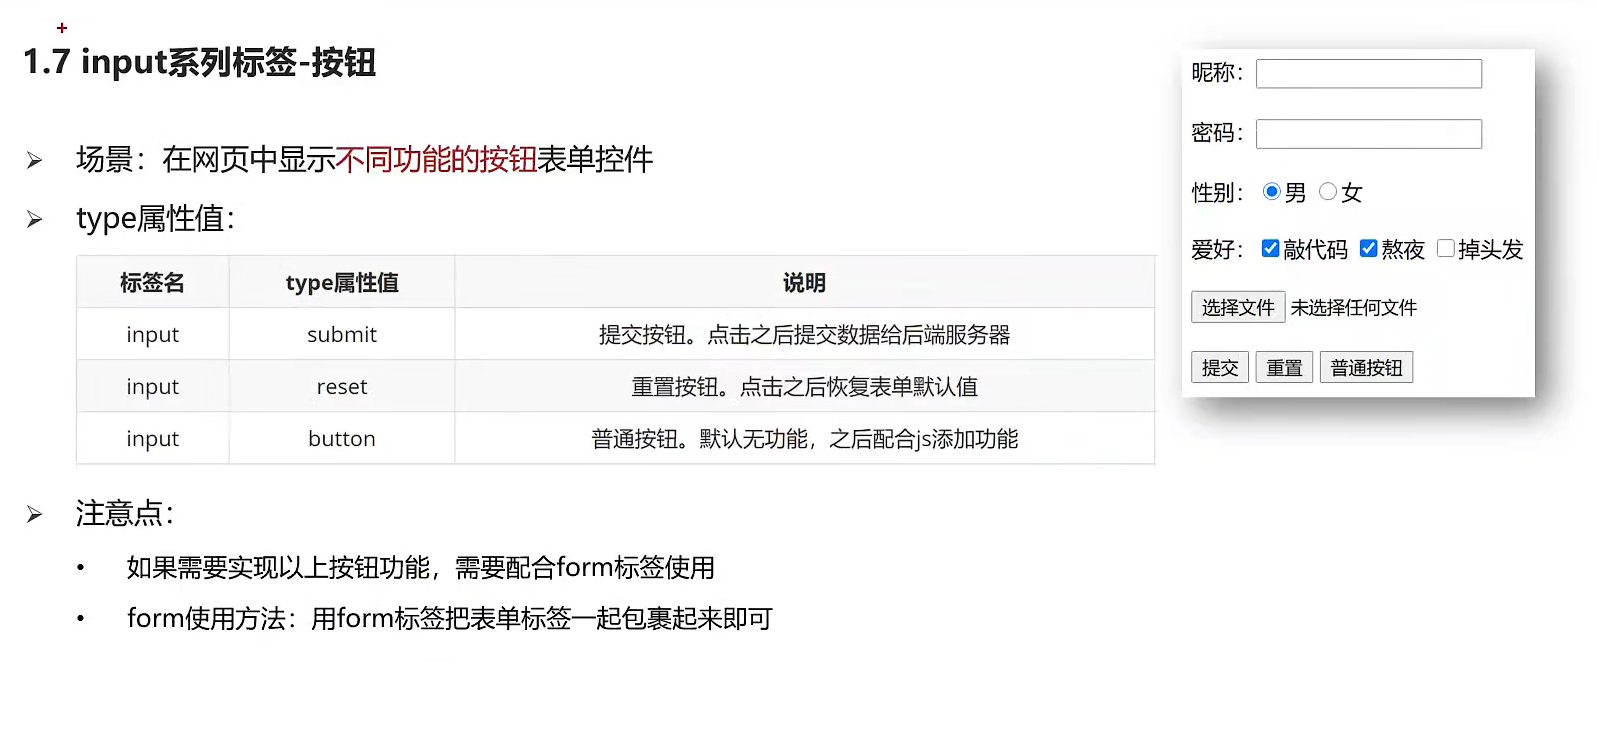 1.7 input系列标签-按钮
场景：在网页中显示不同功能的按钮表单控件
type属性值：
标签名 type属性值 说明
input submit 提交按钮。点击之后提交数据给后端服务器
input reset 重置按钮。点击之后恢复表单默认值
input button 普通按钮。默认无功能，之后配合js添加功能
注意点：
如果需要实现以上按钮功能，需要配合form标签使用
form使用方法：用form标签把表单标签一起包裹起来即可
昵称：
密码：
性别： 男 女
爱好： 敲代码 熬夜 掉头发
选择文件 未选择任何文件
提交 重置 普通按钮